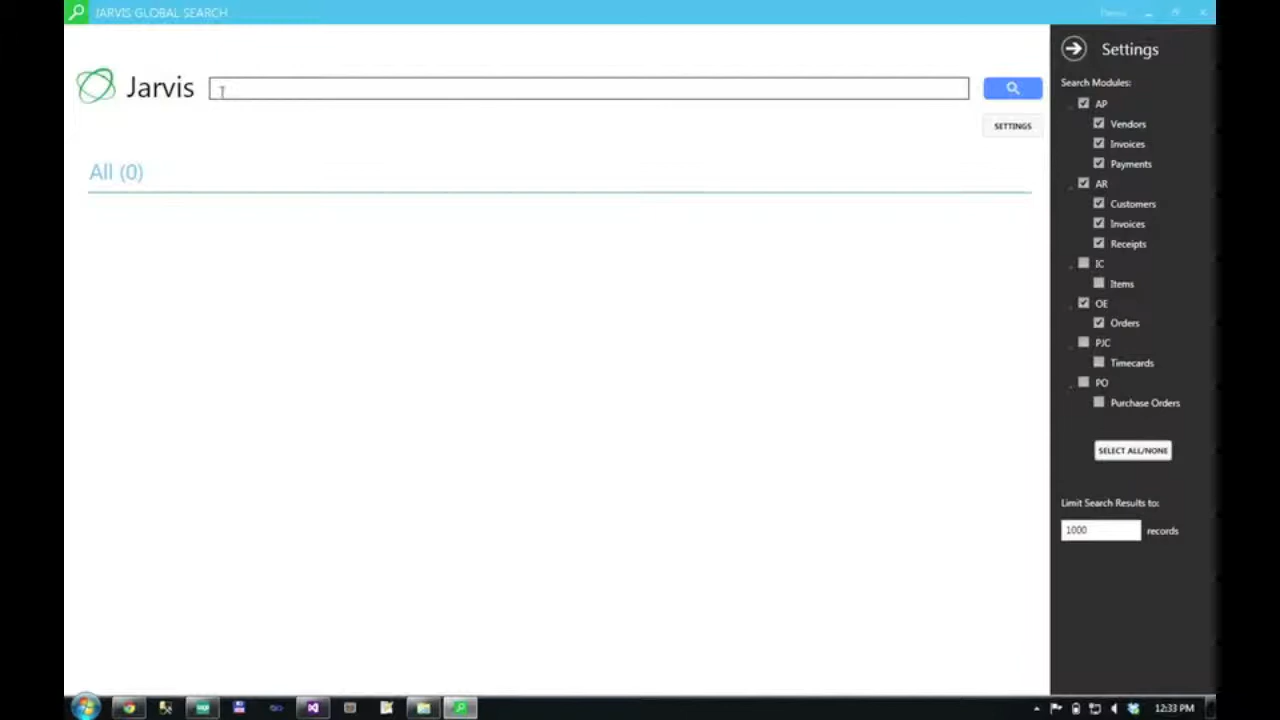 JARVIS GLOBAL SEARCH
Jarvis
SETTINGS
All (0)
Settings
Search Modules:
AP
Vendors
Invoices
Payments
AR
Customers
Invoices
Receipts
IC
Items
OE
Orders
PJC
Timecards
PO
Purchase Orders
SELECT ALL/NONE
Limit Search Results to:
1000 records
12:33 PM